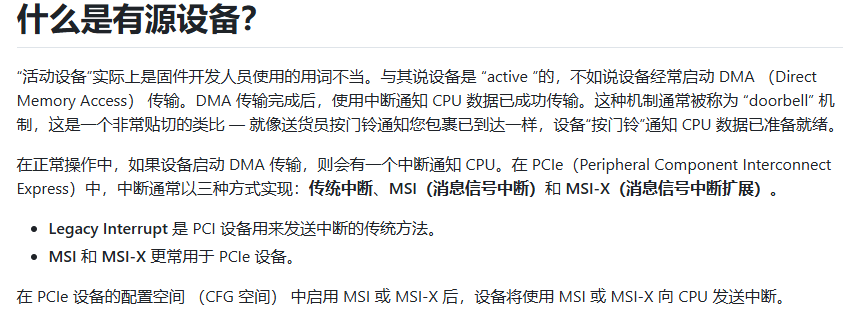 什么是有源设备？
“活动设备”实际上是固件开发人员使用的用词不当。与其说设备是 “active ”的，不如说设备经常启动 DMA （Direct
Memory Access） 传输。DMA 传输完成后，使用中断通知 CPU 数据已成功传输。这种机制通常被称为 “doorbell” 机
制，这是一个非常贴切的类比 — 就像送货员按门铃通知您包裹已到达一样，设备“按门铃”通知 CPU 数据已准备就绪。
在正常操作中，如果设备启动 DMA 传输，则会有一个中断通知 CPU。在 PCIe（Peripheral Component Interconnect
Express）中，中断通常以三种方式实现：传统中断、MSI（消息信号中断）和 MSI-X（消息信号中断扩展）。
• Legacy Interrupt 是 PCI 设备用来发送中断的传统方法。
• MSI 和 MSI-X 更常用于 PCIe 设备。
在 PCIe 设备的配置空间 （CFG 空间） 中启用 MSI 或 MSI-X 后，设备将使用 MSI 或 MSI-X 向 CPU 发送中断。